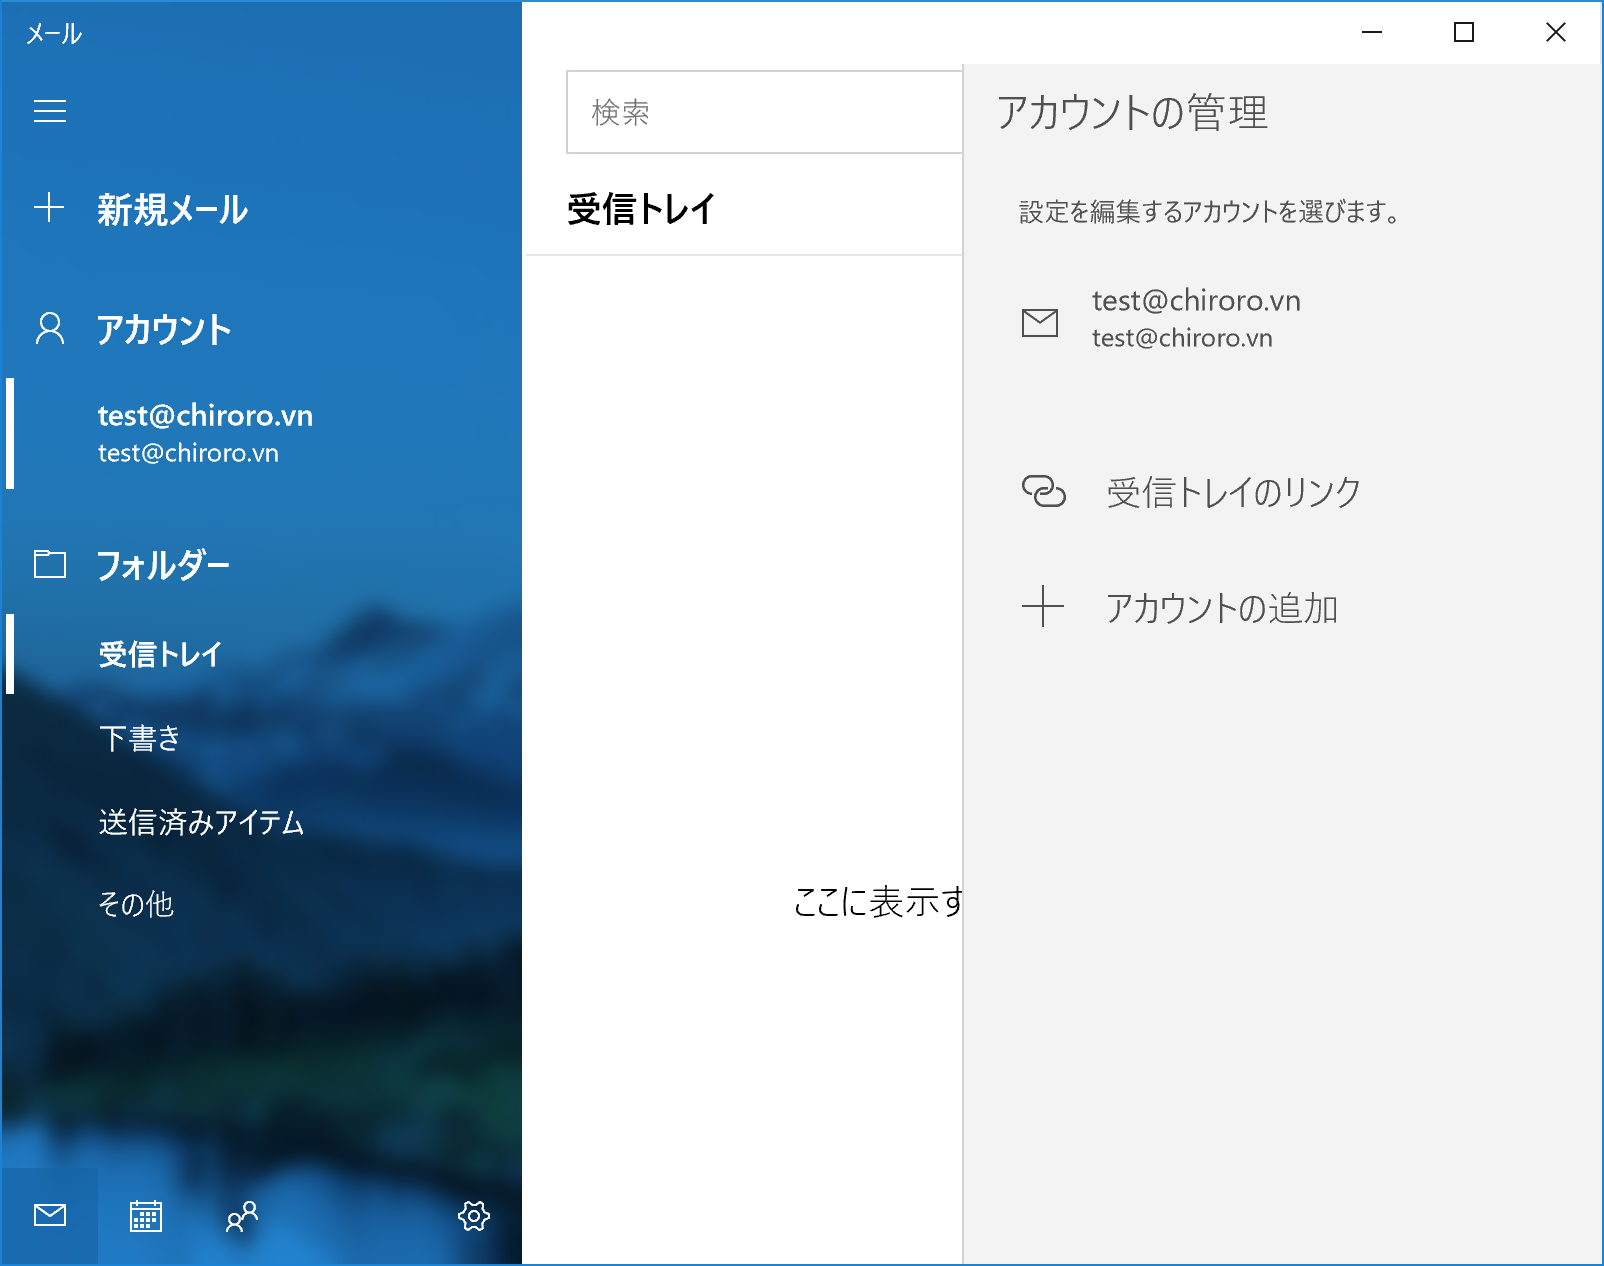 メール
新規メール
アカウント
test@chiroro.vn
test@chiroro.vn
フォルダー
受信トレイ
下書き
送信済みアイテム
その他
検索
受信トレイ
ここに表示す
アカウントの管理
設定を編集するアカウントを選びます。
test@chiroro.vn
test@chiroro.vn
受信トレイのリンク
アカウントの追加